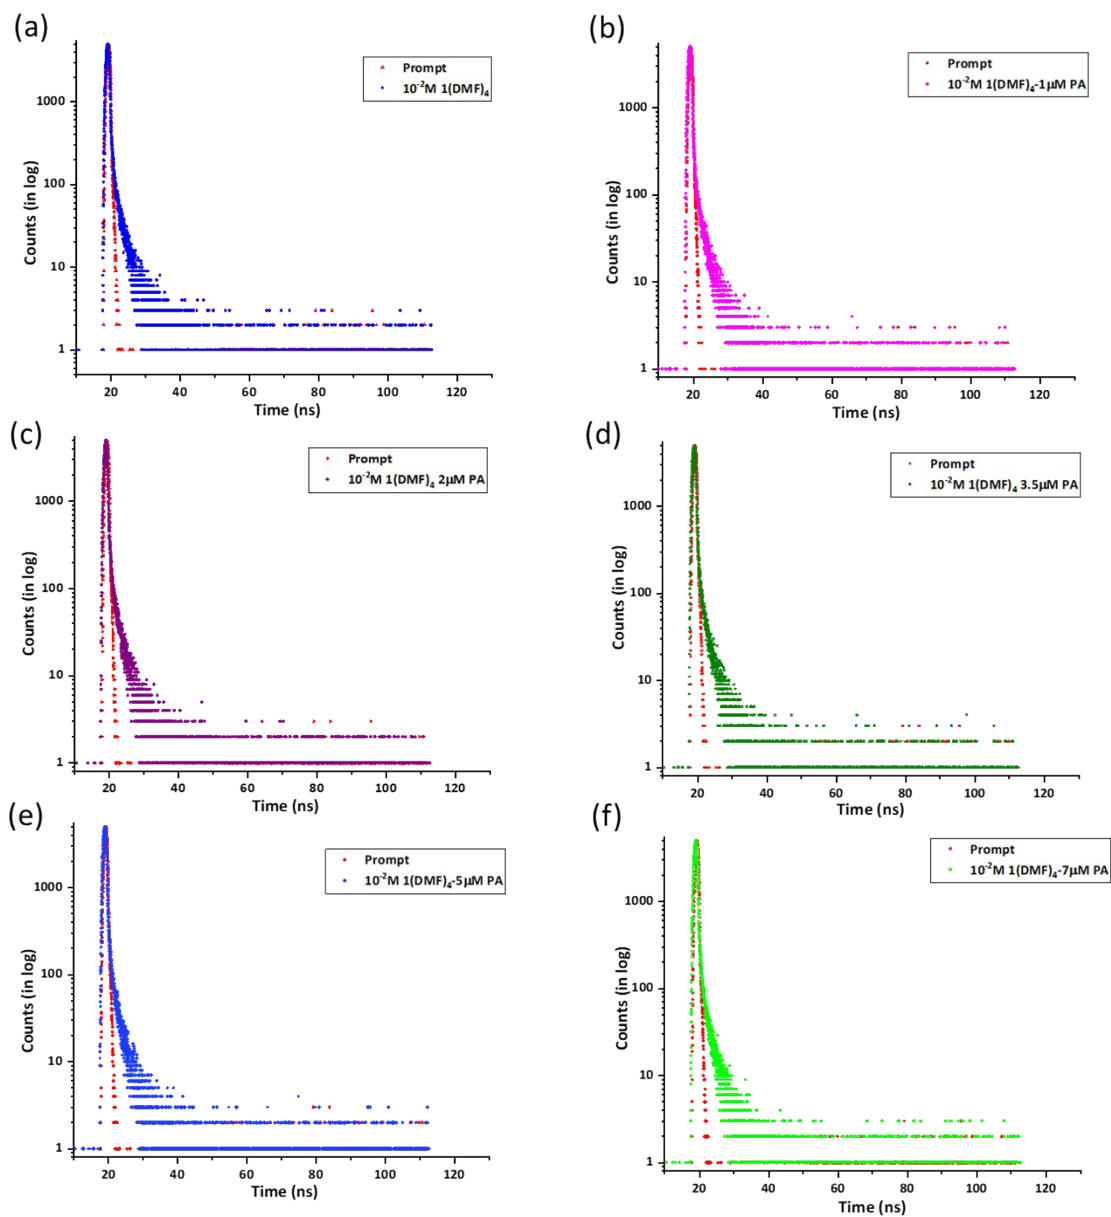 (a)
Counts (in log)
1000
100
10
1
Prompt
10⁻²M 1(DMF)₄
20 40 60 80 100 120
Time (ns)
(b)
Counts (in log)
1000
100
10
1
Prompt
10⁻²M 1(DMF)₄-1µM PA
20 40 60 80 100 120
Time (ns)
(c)
Counts (in log)
1000
100
10
1
Prompt
10⁻²M 1(DMF)₄ 2µM PA
20 40 60 80 100 120
Time (ns)
(d)
Counts (in log)
1000
100
10
1
Prompt
10⁻²M 1(DMF)₄ 3.5µM PA
20 40 60 80 100 120
Time (ns)
(e)
Counts (in log)
1000
100
10
1
Prompt
10⁻²M 1(DMF)₄-5µM PA
20 40 60 80 100 120
Time (ns)
(f)
Counts (in log)
1000
100
10
1
Prompt
10⁻²M 1(DMF)₄-7µM PA
20 40 60 80 100 120
Time (ns)